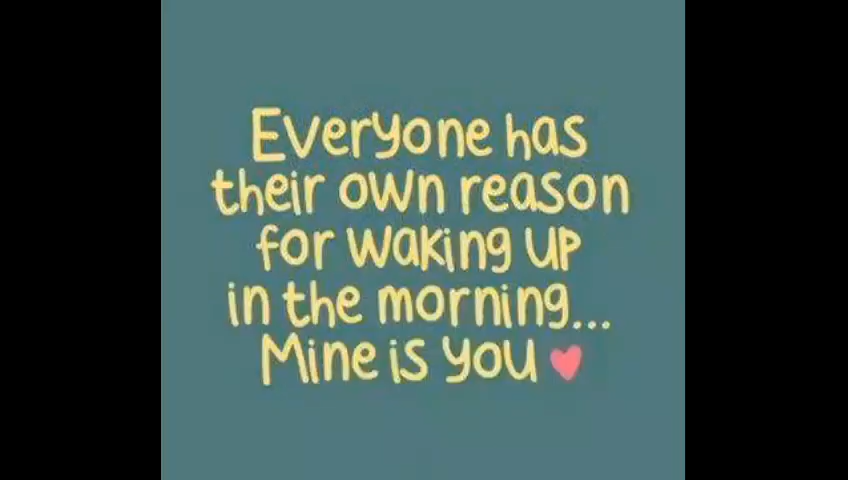 Everyone has
their own reason
for waking up
in the morning...
Mine is you